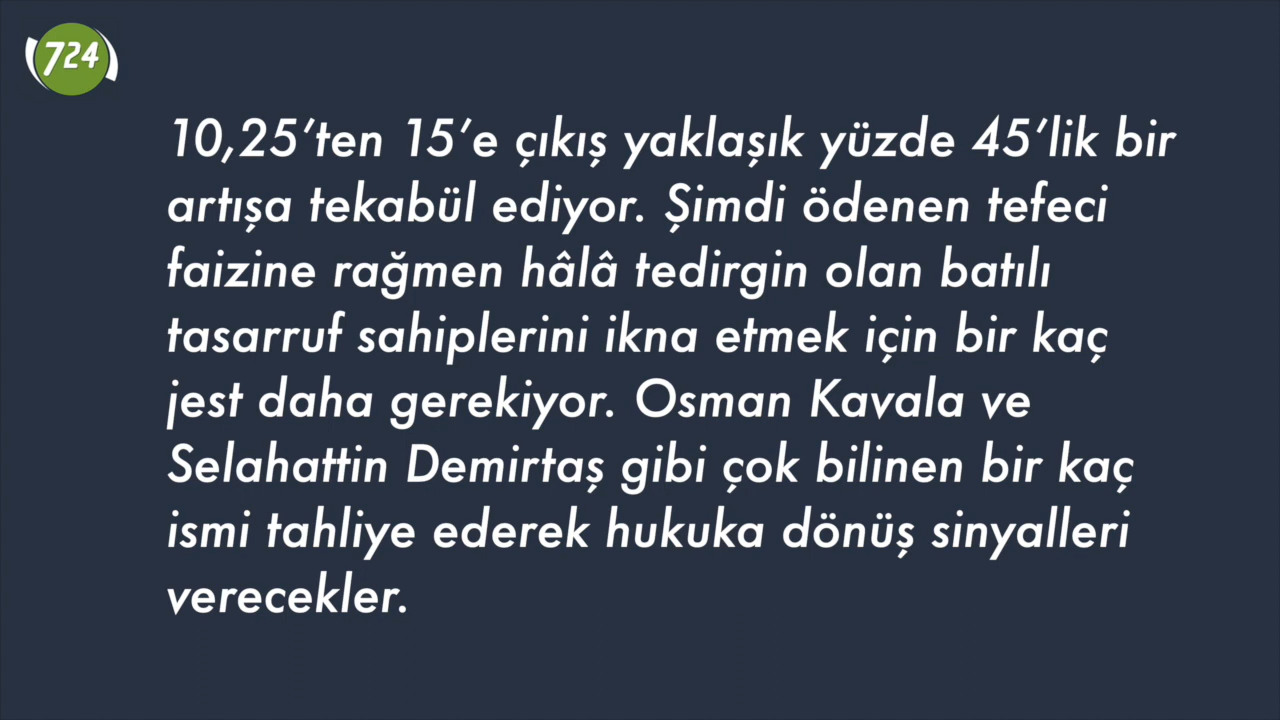 724
10,25’ten 15’e çıkış yaklaşık yüzde 45’lik bir
artışa tekabül ediyor. Şimdi ödenen tefeci
faizine rağmen hâlâ tedirgin olan batılı
tasarruf sahiplerini ikna etmek için bir kaç
jest daha gerekiyor. Osman Kavala ve
Selahattin Demirtaş gibi çok bilinen bir kaç
ismi tahliye ederek hukuka dönüş sinyalleri
verecekler.